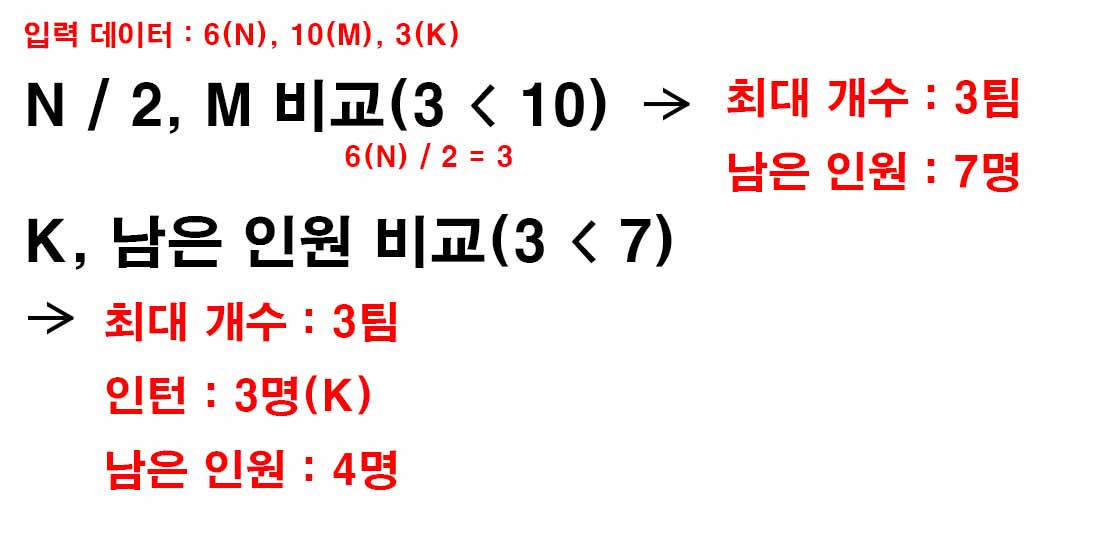 입력 데이터 : 6(N), 10(M), 3(K)
N / 2, M 비교(3 < 10) → 최대 개수 : 3팀
6(N) / 2 = 3
남은 인원 : 7명
K, 남은 인원 비교(3 < 7)
→ 최대 개수 : 3팀
인턴 : 3명(K)
남은 인원 : 4명